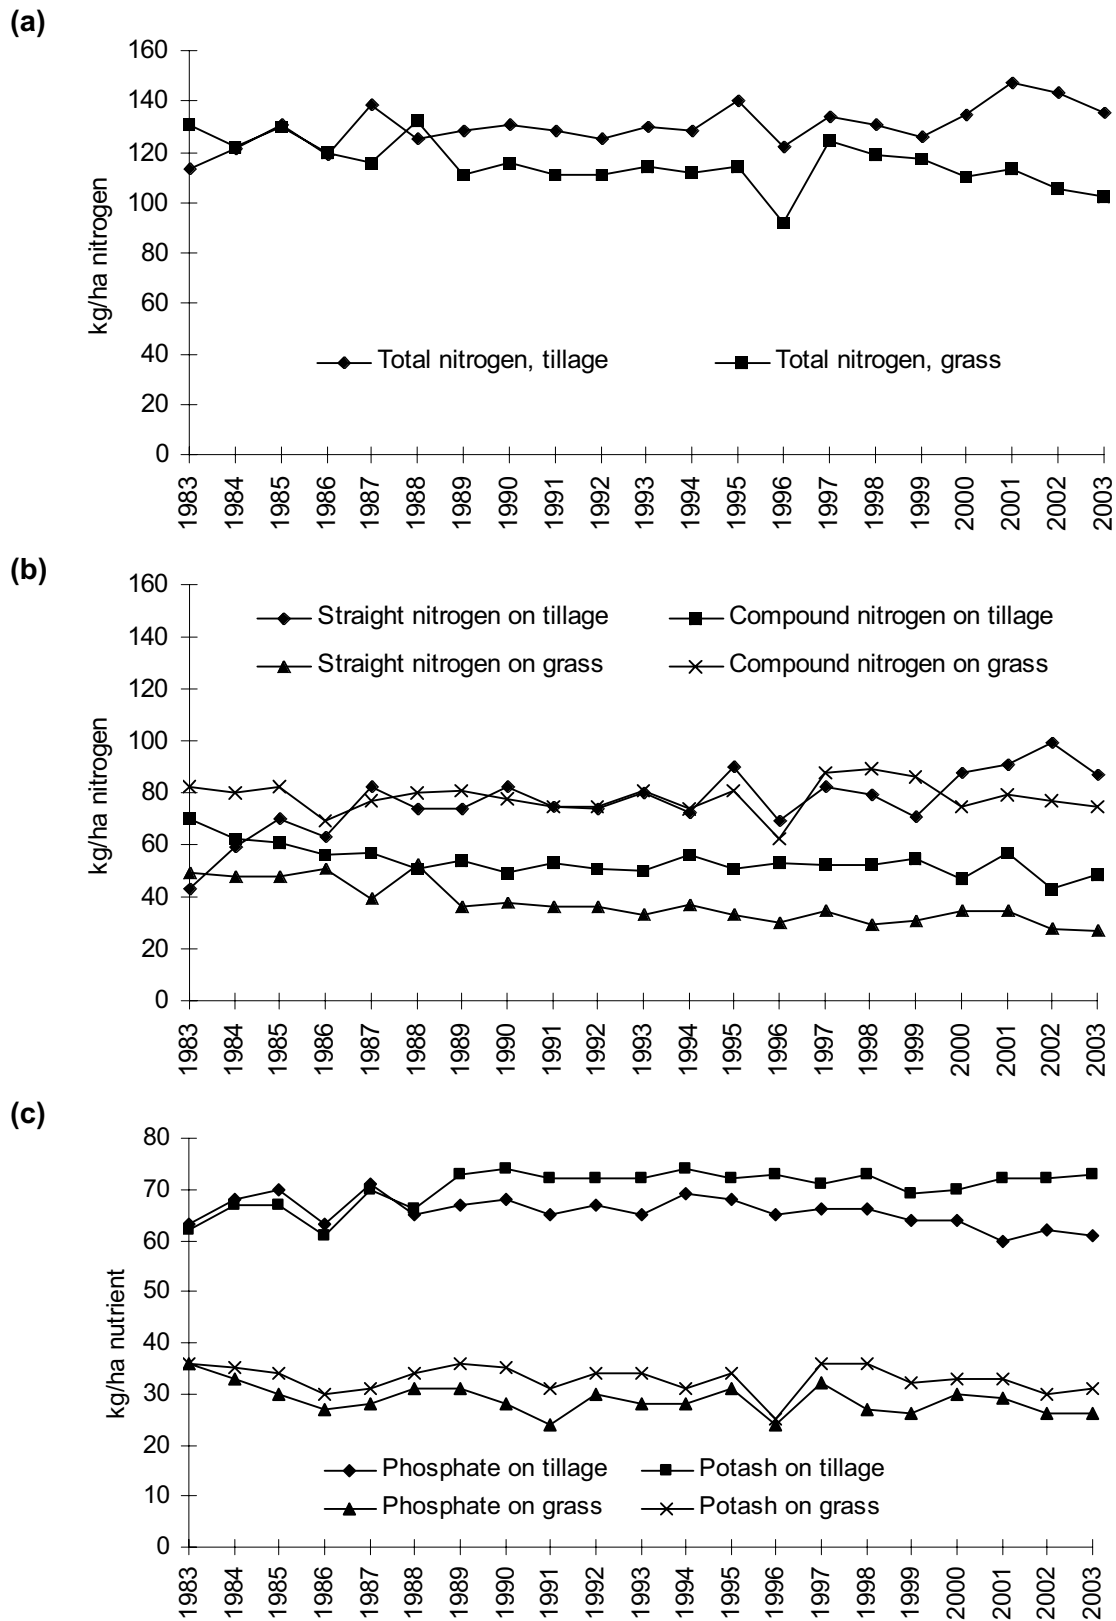 (a)
160
140
120
100
80
60
40
20
0
kg/ha nitrogen
Total nitrogen, tillage Total nitrogen, grass
1983 1984 1985 1986 1987 1988 1989 1990 1991 1992 1993 1994 1995 1996 1997 1998 1999 2000 2001 2002 2003
(b)
160
140
120
100
80
60
40
20
0
kg/ha nitrogen
Straight nitrogen on tillage Compound nitrogen on tillage
Straight nitrogen on grass Compound nitrogen on grass
1983 1984 1985 1986 1987 1988 1989 1990 1991 1992 1993 1994 1995 1996 1997 1998 1999 2000 2001 2002 2003
(c)
80
70
60
50
40
30
20
10
0
kg/ha nutrient
Phosphate on tillage Potash on tillage
Phosphate on grass Potash on grass
1983 1984 1985 1986 1987 1988 1989 1990 1991 1992 1993 1994 1995 1996 1997 1998 1999 2000 2001 2002 2003